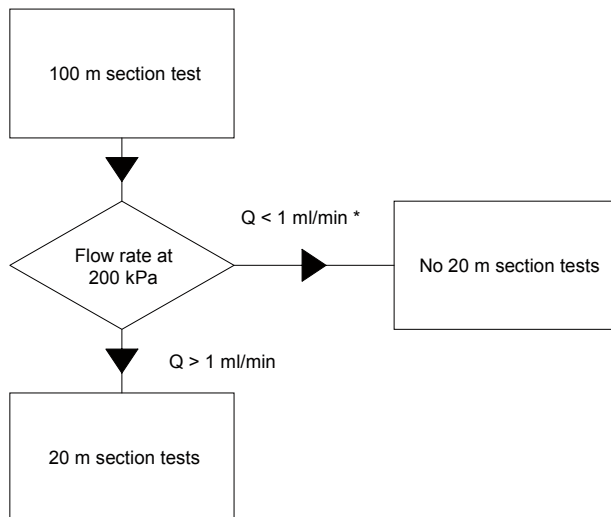 100 m section test
Q < 1 ml/min *
Flow rate at
200 kPa
No 20 m section tests
Q > 1 ml/min
20 m section tests